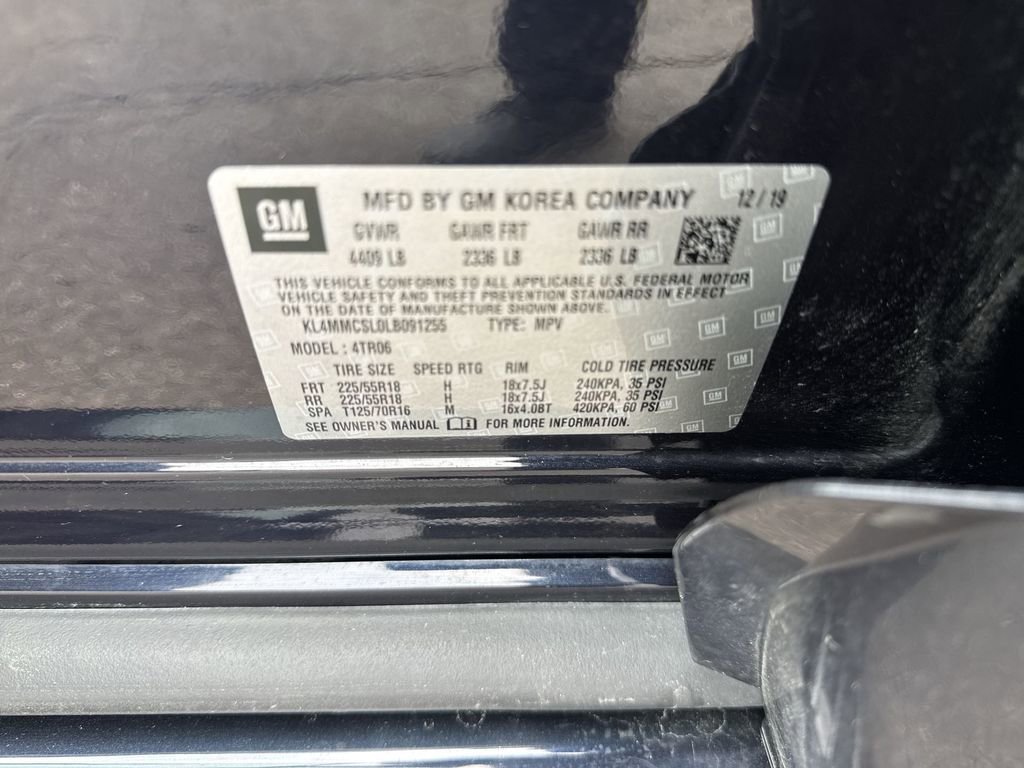 GM MFD BY GM KOREA COMPANY 12/19
GVWR GAWR FRT GAWR RR
4409 LB 2336 LB 2336 LB
THIS VEHICLE CONFORMS TO ALL APPLICABLE U.S. FEDERAL MOTOR
VEHICLE SAFETY AND THEFT PREVENTION STANDARDS IN EFFECT
ON THE DATE OF MANUFACTURE SHOWN ABOVE.
KL4MMCSL0LB091255 TYPE: MPV
MODEL : 4TR06
TIRE SIZE SPEED RTG RIM COLD TIRE PRESSURE
FRT 225/55R18 H 18x7.5J 240KPA, 35 PSI
RR 225/55R18 H 18x7.5J 240KPA, 35 PSI
SPA T125/70R16 M 16x4.0BT 420KPA, 60 PSI
SEE OWNER'S MANUAL FOR MORE INFORMATION.